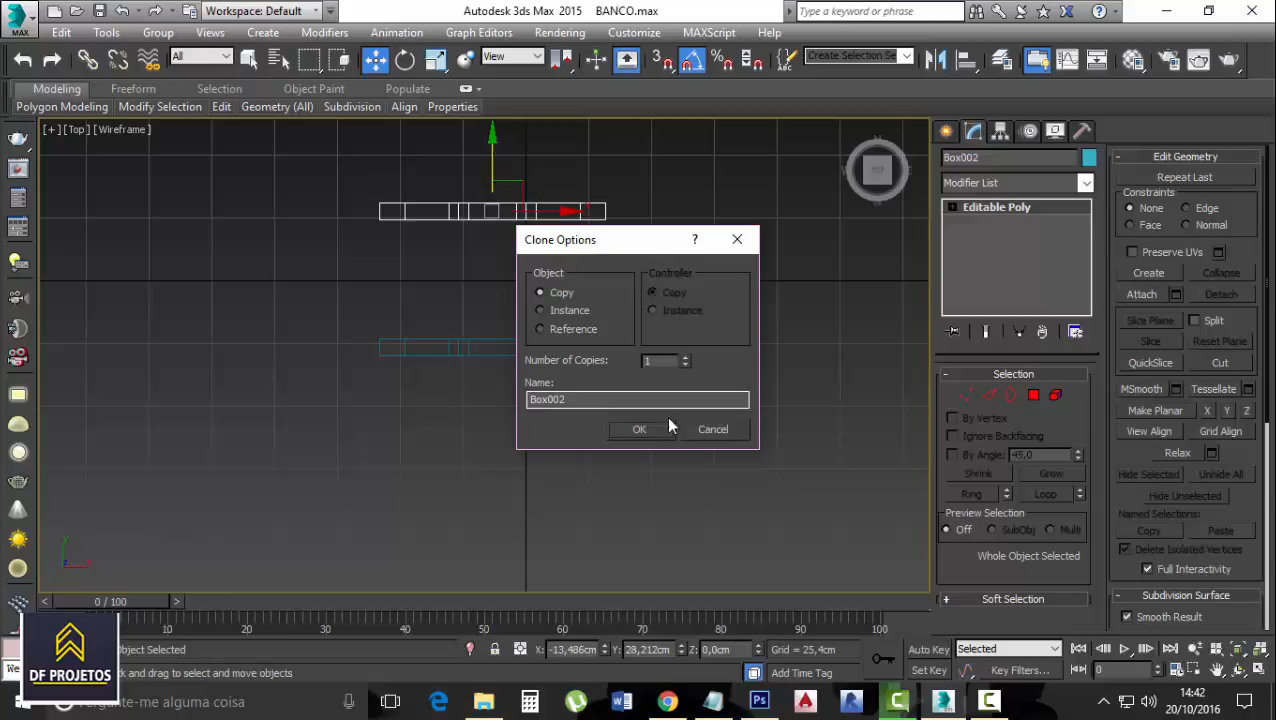 MAX
Workspace: Default
Autodesk 3ds Max 2015 BANCO.max
Type a keyword or phrase
Edit Tools Group Views Create Modifiers Animation Graph Editors Rendering Customize MAXScript Help
All
View
3
Create Selection Se
Modeling Freeform Selection Object Paint Populate
Polygon Modeling Modify Selection Edit Geometry (All) Subdivision Align Properties
[+] [Top] [Wireframe]
Box002
Modifier List
Editable Poly
Edit Geometry
Repeat Last
Constraints
None Edge
Face Normal
Preserve UVs
Create Collapse
Attach Detach
Slice Plane Split
Slice Reset Plane
QuickSlice Cut
MSmooth Tessellate
Make Planar X Y Z
View Align Grid Align
Relax
Hide Selected Unhide All
Hide Unselected
Named Selections:
Copy Paste
Delete Isolated Vertices
Full Interactivity
Subdivision Surface
Smooth Result
Selection
By Vertex
Ignore Backfacing
By Angle: 45,0
Shrink Grow
Ring Loop
Preview Selection
Off SubObj Multi
Whole Object Selected
Soft Selection
Clone Options
? 
Object
Copy
Instance
Reference
Controller
Copy
Instance
Number of Copies: 1
Name:
Box002
OK Cancel
y
x
0 / 100
10 20 30 40 50 60 70 80 90 100
Object Selected
X: -13,486cm Y: 28,212cm Z: 0,0cm Grid = 25,4cm
Auto Key Selected
We
and drag to select and move objects
Add Time Tag
Set Key Key Filters... 0
DF PROJETOS
Pergunte-me alguma coisa
14:42
20/10/2016